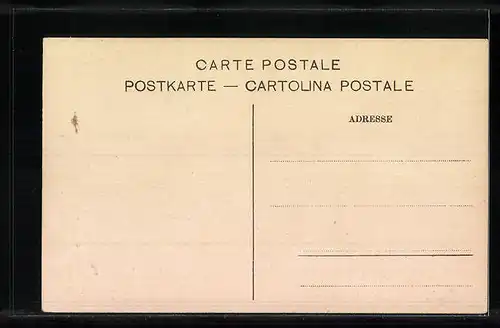 CARTE POSTALE
POSTKARTE — CARTOLINA POSTALE
ADRESSE